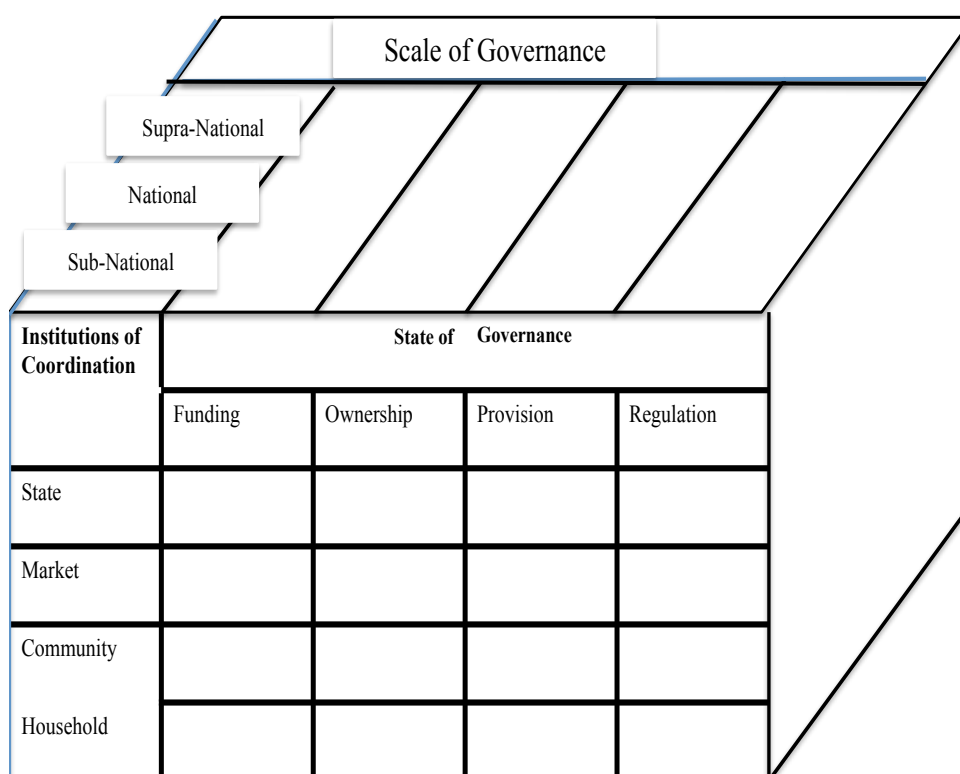 Scale of Governance
Supra-National
National
Sub-National
Institutions of
Coordination
State of Governance
Funding Ownership Provision Regulation
State
Market
Community
Household